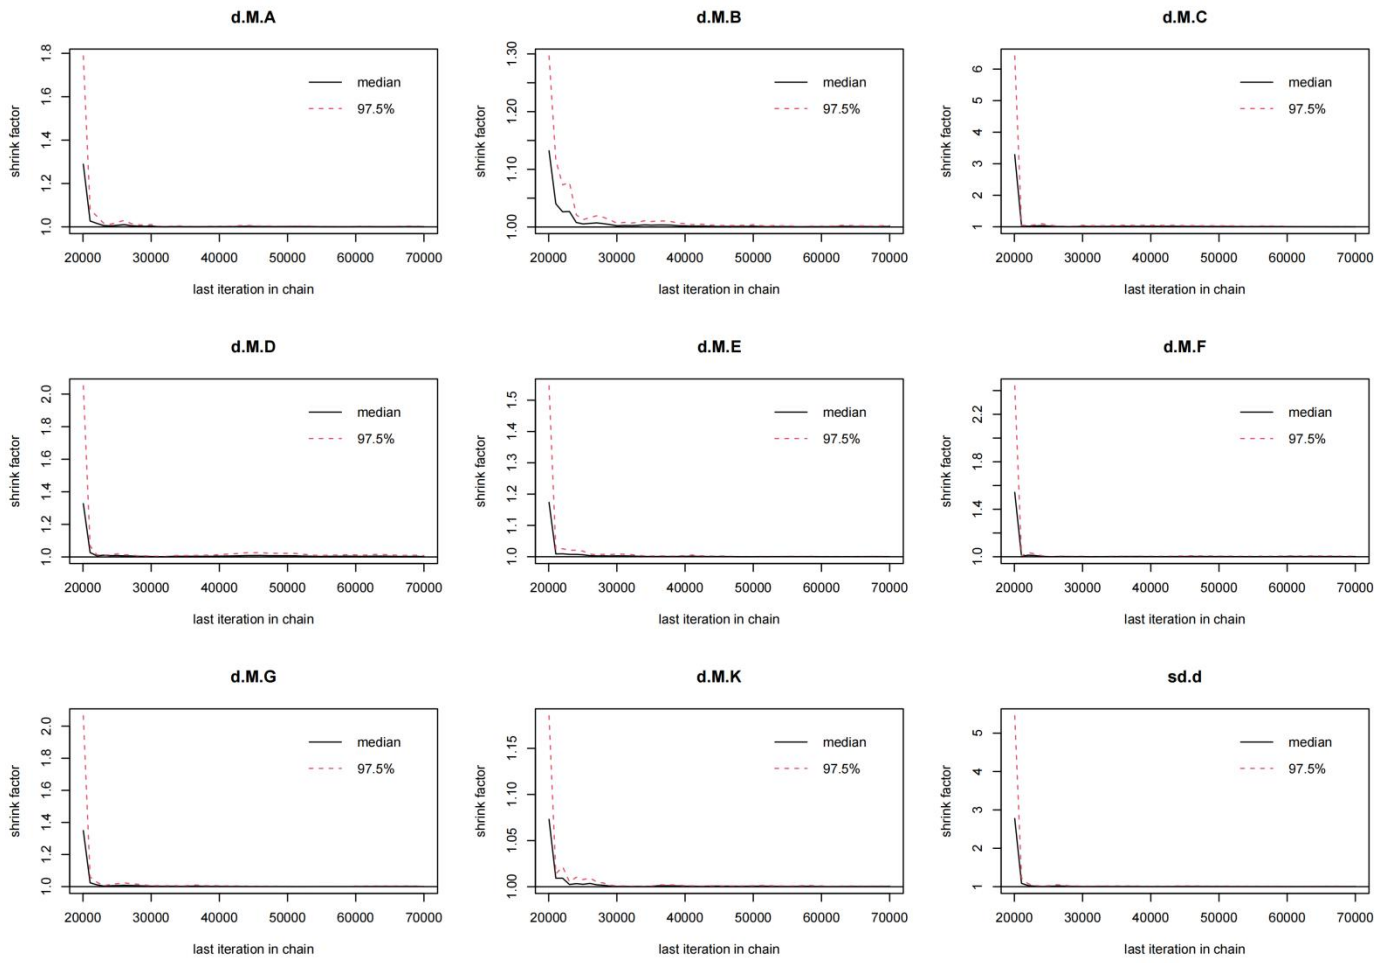 d.M.A
shrink factor
1.0 1.2 1.4 1.6 1.8
median
97.5%
20000 30000 40000 50000 60000 70000
last iteration in chain
d.M.B
shrink factor
1.00 1.10 1.20 1.30
median
97.5%
20000 30000 40000 50000 60000 70000
last iteration in chain
d.M.C
shrink factor
1 2 3 4 5 6
median
97.5%
20000 30000 40000 50000 60000 70000
last iteration in chain
d.M.D
shrink factor
1.0 1.2 1.4 1.6 1.8 2.0
median
97.5%
20000 30000 40000 50000 60000 70000
last iteration in chain
d.M.E
shrink factor
1.0 1.1 1.2 1.3 1.4 1.5
median
97.5%
20000 30000 40000 50000 60000 70000
last iteration in chain
d.M.F
shrink factor
1.0 1.4 1.8 2.2
median
97.5%
20000 30000 40000 50000 60000 70000
last iteration in chain
d.M.G
shrink factor
1.0 1.2 1.4 1.6 1.8 2.0
median
97.5%
20000 30000 40000 50000 60000 70000
last iteration in chain
d.M.K
shrink factor
1.00 1.05 1.10 1.15
median
97.5%
20000 30000 40000 50000 60000 70000
last iteration in chain
sd.d
shrink factor
1 2 3 4 5
median
97.5%
20000 30000 40000 50000 60000 70000
last iteration in chain